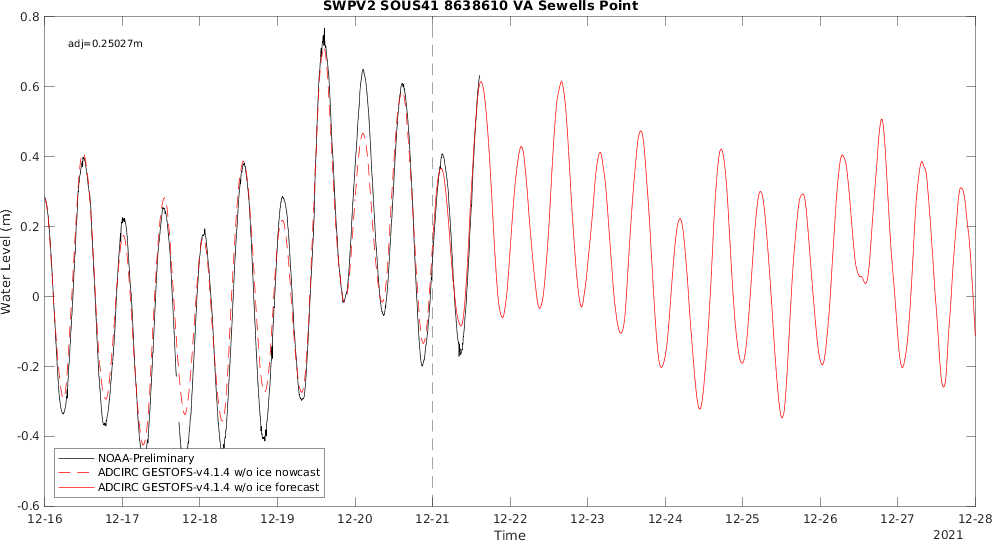 SWPV2 SOUS41 8638610 VA Sewells Point
adj=0.25027m
0.8
0.6
0.4
0.2
0
-0.2
-0.4
-0.6
Water Level (m)
NOAA-Preliminary
ADCIRC GESTOFS-v4.1.4 w/o ice nowcast
ADCIRC GESTOFS-v4.1.4 w/o ice forecast
12-16 12-17 12-18 12-19 12-20 12-21 12-22 12-23 12-24 12-25 12-26 12-27 12-28
Time
2021